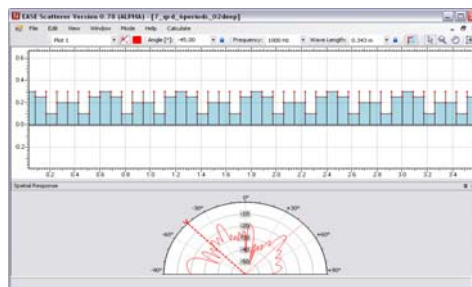 EASE Scatterer Version 0.78 (ALPHA) - [7_qrd_6periods_02deep]
File Edit View Window Mode Help Calculate
Plot 1 Angle [°]: -45.00 Frequency: 1000 Hz Wave Length: 0.343 m
0.6
0.4
0.2
0.0
0.2
0.2 0.4 0.6 0.8 1.0 1.2 1.4 1.6 1.8 2.0 2.2 2.4 2.6 2.8 3.0 3.2 3.4
Spatial Response
0°
-30° +30°
-60° +60°
-90° +90°